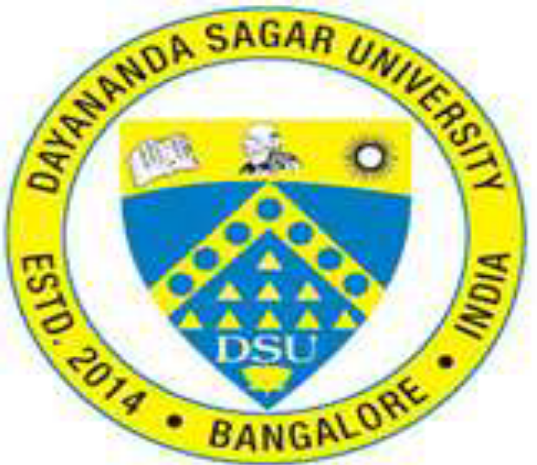 DAYANANDA SAGAR UNIVERSITY
ESTD. 2014 • BANGALORE • INDIA
DSU